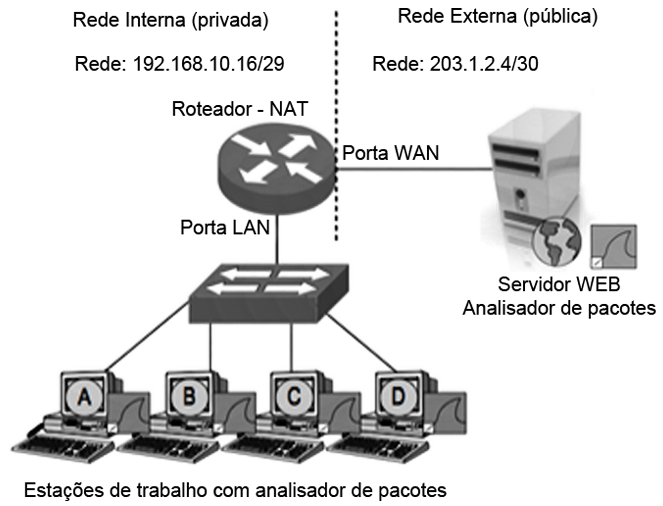 Rede Interna (privada)
Rede Externa (pública)
Rede: 192.168.10.16/29
Rede: 203.1.2.4/30
Roteador - NAT
Porta WAN
Porta LAN
Servidor WEB
Analisador de pacotes
A
B
C
D
Estações de trabalho com analisador de pacotes